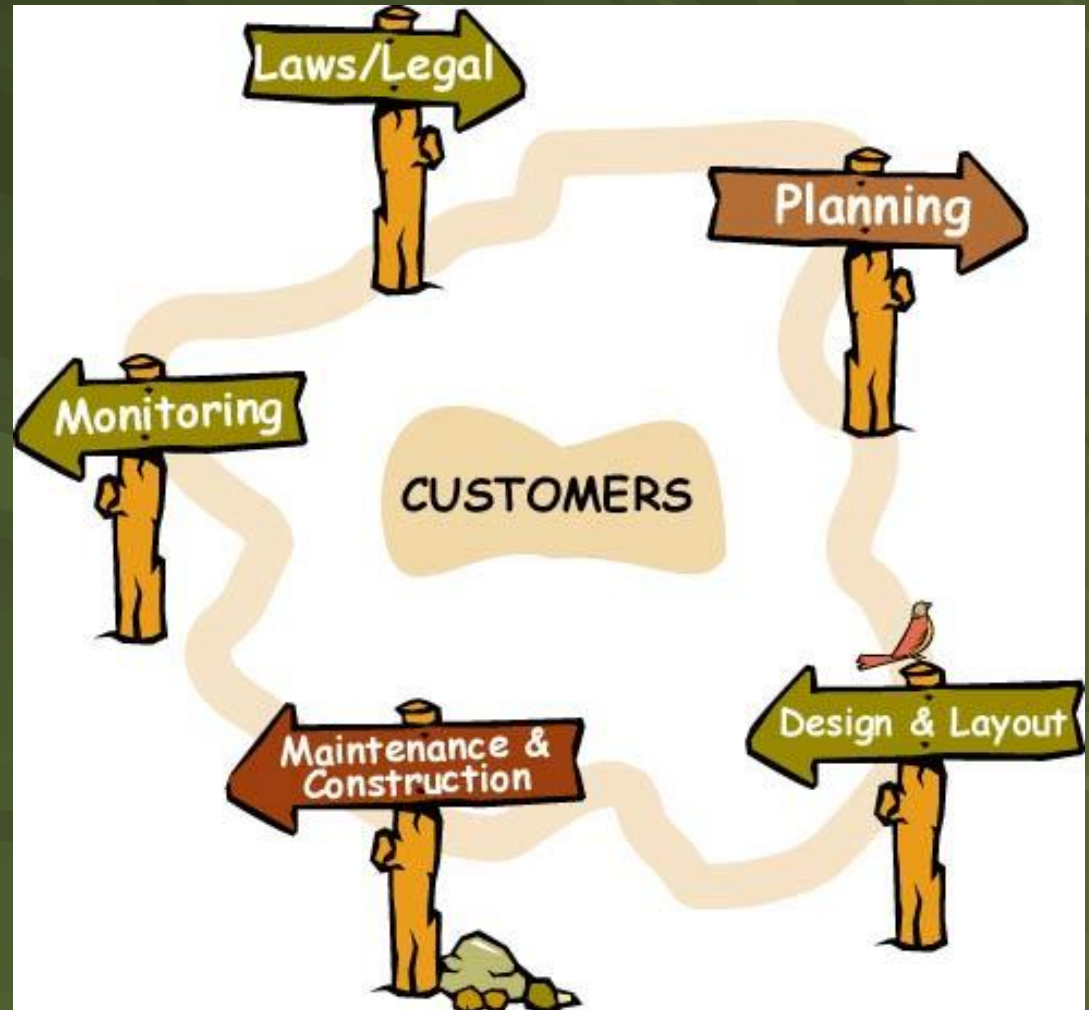 Laws/Legal
Planning
Monitoring
CUSTOMERS
Design & Layout
Maintenance &
Construction